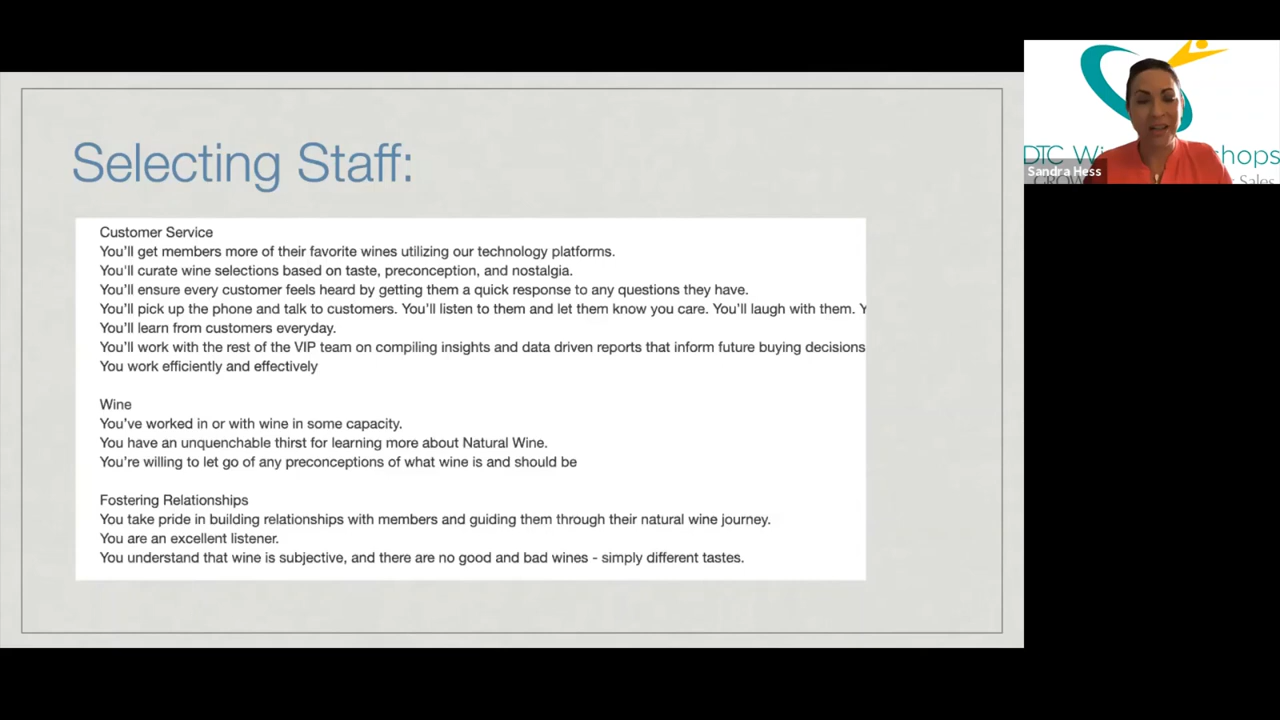 Selecting Staff:
Customer Service
You'll get members more of their favorite wines utilizing our technology platforms.
You'll curate wine selections based on taste, preconception, and nostalgia.
You'll ensure every customer feels heard by getting them a quick response to any questions they have.
You'll pick up the phone and talk to customers. You'll listen to them and let them know you care. You'll laugh with them. Y
You'll learn from customers everyday.
You'll work with the rest of the VIP team on compiling insights and data driven reports that inform future buying decisions
You work efficiently and effectively
Wine
You've worked in or with wine in some capacity.
You have an unquenchable thirst for learning more about Natural Wine.
You're willing to let go of any preconceptions of what wine is and should be
Fostering Relationships
You take pride in building relationships with members and guiding them through their natural wine journey.
You are an excellent listener.
You understand that wine is subjective, and there are no good and bad wines - simply different tastes.
DTC Wi hops
Sandra Hess
Sales